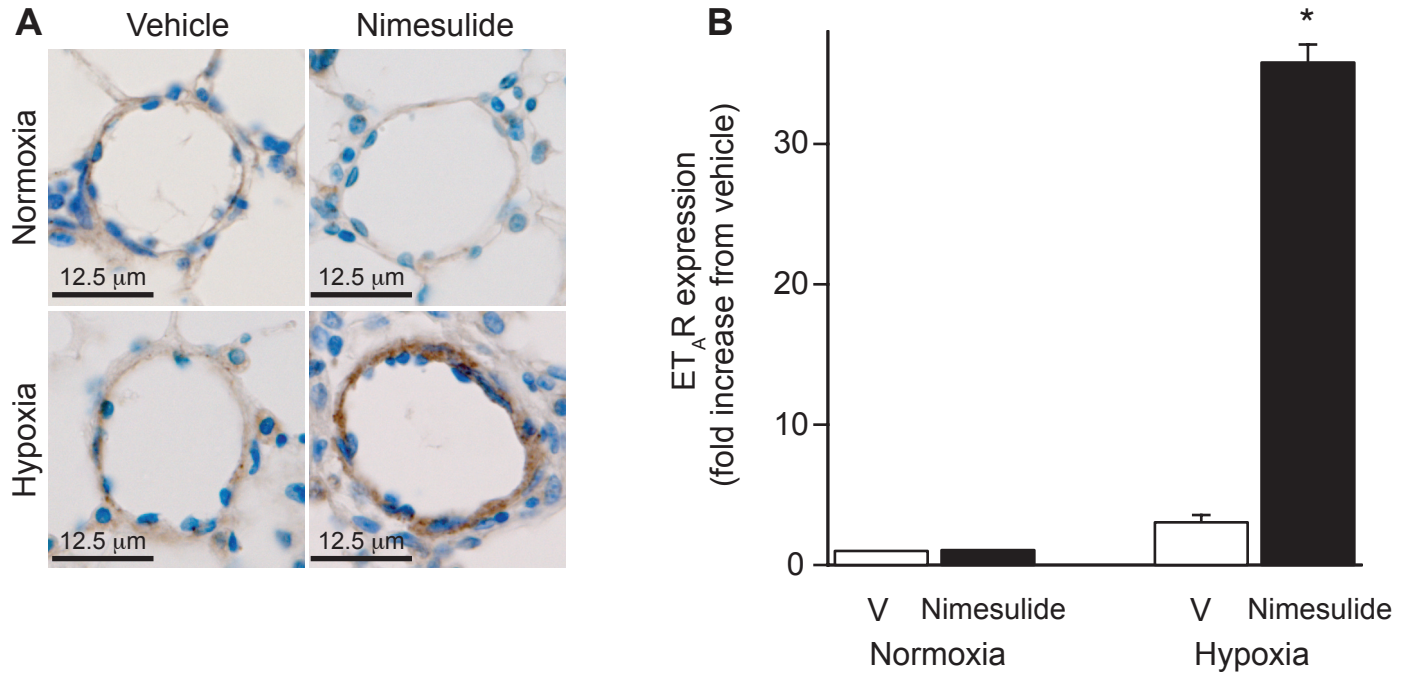 A
Vehicle
Nimesulide
Normoxia
12.5 μm
12.5 μm
Hypoxia
12.5 μm
12.5 μm
B
*
ETAR expression
(fold increase from vehicle)
30
20
10
0
V
Nimesulide
V
Nimesulide
Normoxia
Hypoxia